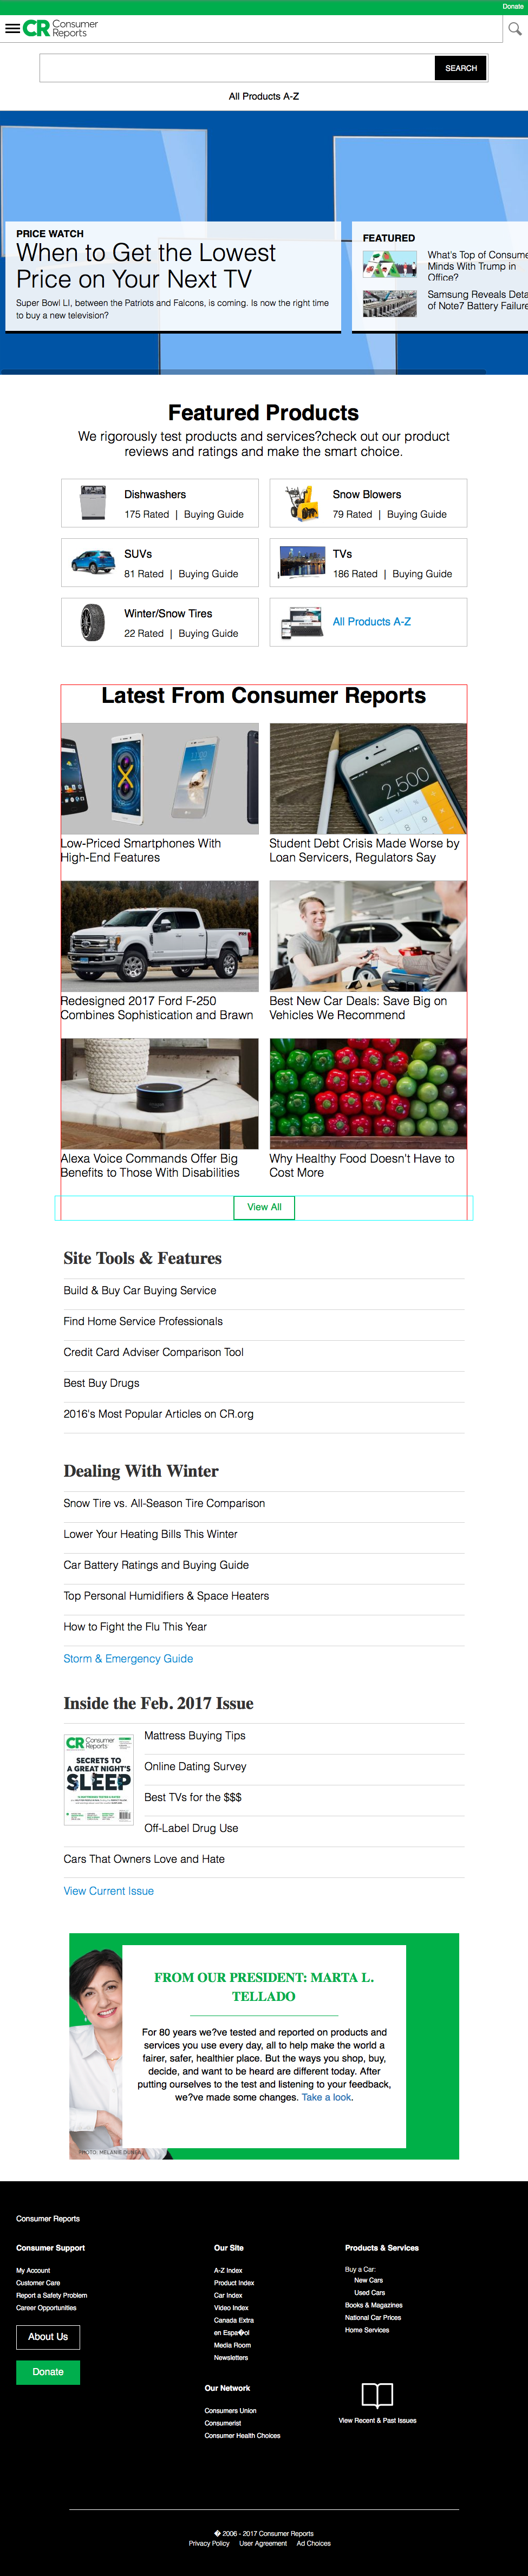 Donate
CR Consumer
Reports
SEARCH
All Products A-Z
PRICE WATCH
When to Get the Lowest
Price on Your Next TV
Super Bowl LI, between the Patriots and Falcons, is coming. Is now the right time
to buy a new television?
FEATURED
What's Top of Consume
Minds With Trump in
Office?
Samsung Reveals Deta
of Note7 Battery Failure
Featured Products
We rigorously test products and services?check out our product
reviews and ratings and make the smart choice.
Dishwashers
175 Rated | Buying Guide
Snow Blowers
79 Rated | Buying Guide
SUVs
81 Rated | Buying Guide
TVs
186 Rated | Buying Guide
Winter/Snow Tires
22 Rated | Buying Guide
All Products A-Z
Latest From Consumer Reports
2,500
Low-Priced Smartphones With
High-End Features
Student Debt Crisis Made Worse by
Loan Servicers, Regulators Say
Redesigned 2017 Ford F-250
Combines Sophistication and Brawn
Best New Car Deals: Save Big on
Vehicles We Recommend
Alexa Voice Commands Offer Big
Benefits to Those With Disabilities
Why Healthy Food Doesn't Have to
Cost More
View All
Site Tools & Features
Build & Buy Car Buying Service
Find Home Service Professionals
Credit Card Adviser Comparison Tool
Best Buy Drugs
2016's Most Popular Articles on CR.org
Dealing With Winter
Snow Tire vs. All-Season Tire Comparison
Lower Your Heating Bills This Winter
Car Battery Ratings and Buying Guide
Top Personal Humidifiers & Space Heaters
How to Fight the Flu This Year
Storm & Emergency Guide
Inside the Feb. 2017 Issue
CR Consumer
Reports
SECRETS TO
A GREAT NIGHT'S
SLEEP
Mattress Buying Tips
Online Dating Survey
Best TVs for the $$$
Off-Label Drug Use
Cars That Owners Love and Hate
View Current Issue
FROM OUR PRESIDENT: MARTA L.
TELLADO
For 80 years we?ve tested and reported on products and
services you use every day, all to help make the world a
fairer, safer, healthier place. But the ways you shop, buy,
decide, and want to be heard are different today. After
putting ourselves to the test and listening to your feedback,
we?ve made some changes. Take a look.
PHOTO: MELANIE
Consumer Reports
Consumer Support
My Account
Customer Care
Report a Safety Problem
Career Opportunities
About Us
Donate
Our Site
A-Z Index
Product Index
Car Index
Video Index
Canada Extra
en Espa�ol
Media Room
Newsletters
Products & Services
Buy a Car:
New Cars
Used Cars
Books & Magazines
National Car Prices
Home Services
Our Network
Consumers Union
Consumerist
Consumer Health Choices
View Recent & Past Issues
� 2006 - 2017 Consumer Reports
Privacy Policy User Agreement Ad Choices